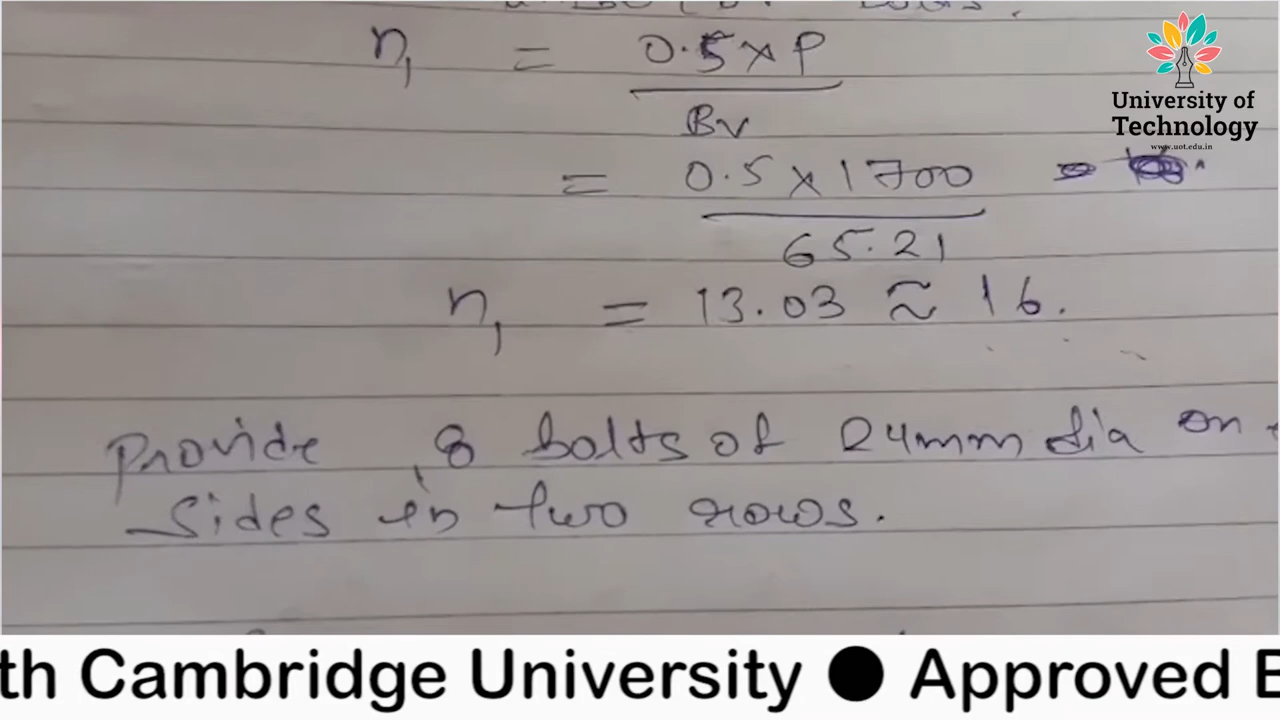 n₁ = 0.5 × P
Bv
= 0.5 × 1700
65.21
n₁ = 13.03 ≈ 16.
Provide 8 bolts of 24mm dia on
sides in two rows.
University of
Technology
www.uot.edu.in
th Cambridge University ● Approved B